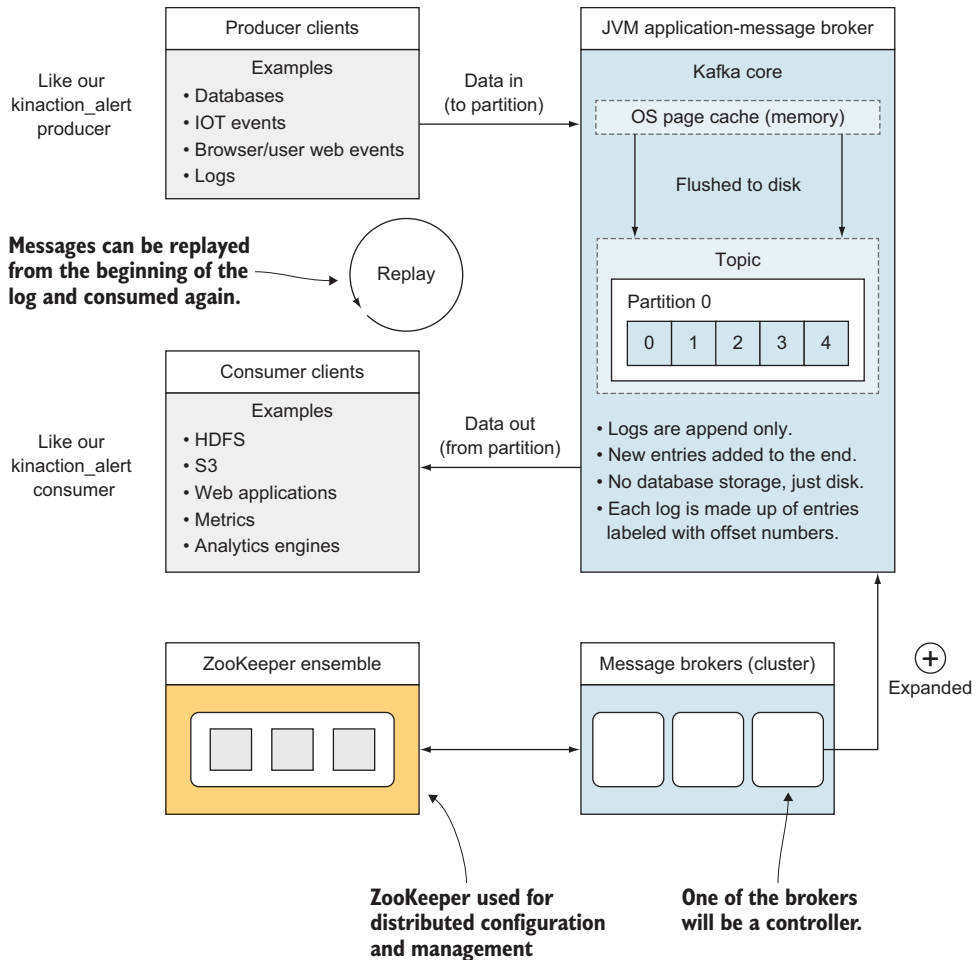 Producer clients
Like our
kinaction_alert
producer
Examples
• Databases
• IOT events
• Browser/user web events
• Logs
Data in
(to partition)
JVM application-message broker
Kafka core
OS page cache (memory)
Flushed to disk
Topic
Partition 0
0 1 2 3 4
• Logs are append only.
• New entries added to the end.
• No database storage, just disk.
• Each log is made up of entries
labeled with offset numbers.
Messages can be replayed
from the beginning of the
log and consumed again.
Replay
Consumer clients
Like our
kinaction_alert
consumer
Examples
• HDFS
• S3
• Web applications
• Metrics
• Analytics engines
Data out
(from partition)
ZooKeeper ensemble
Message brokers (cluster)
+
Expanded
ZooKeeper used for
distributed configuration
and management
One of the brokers
will be a controller.